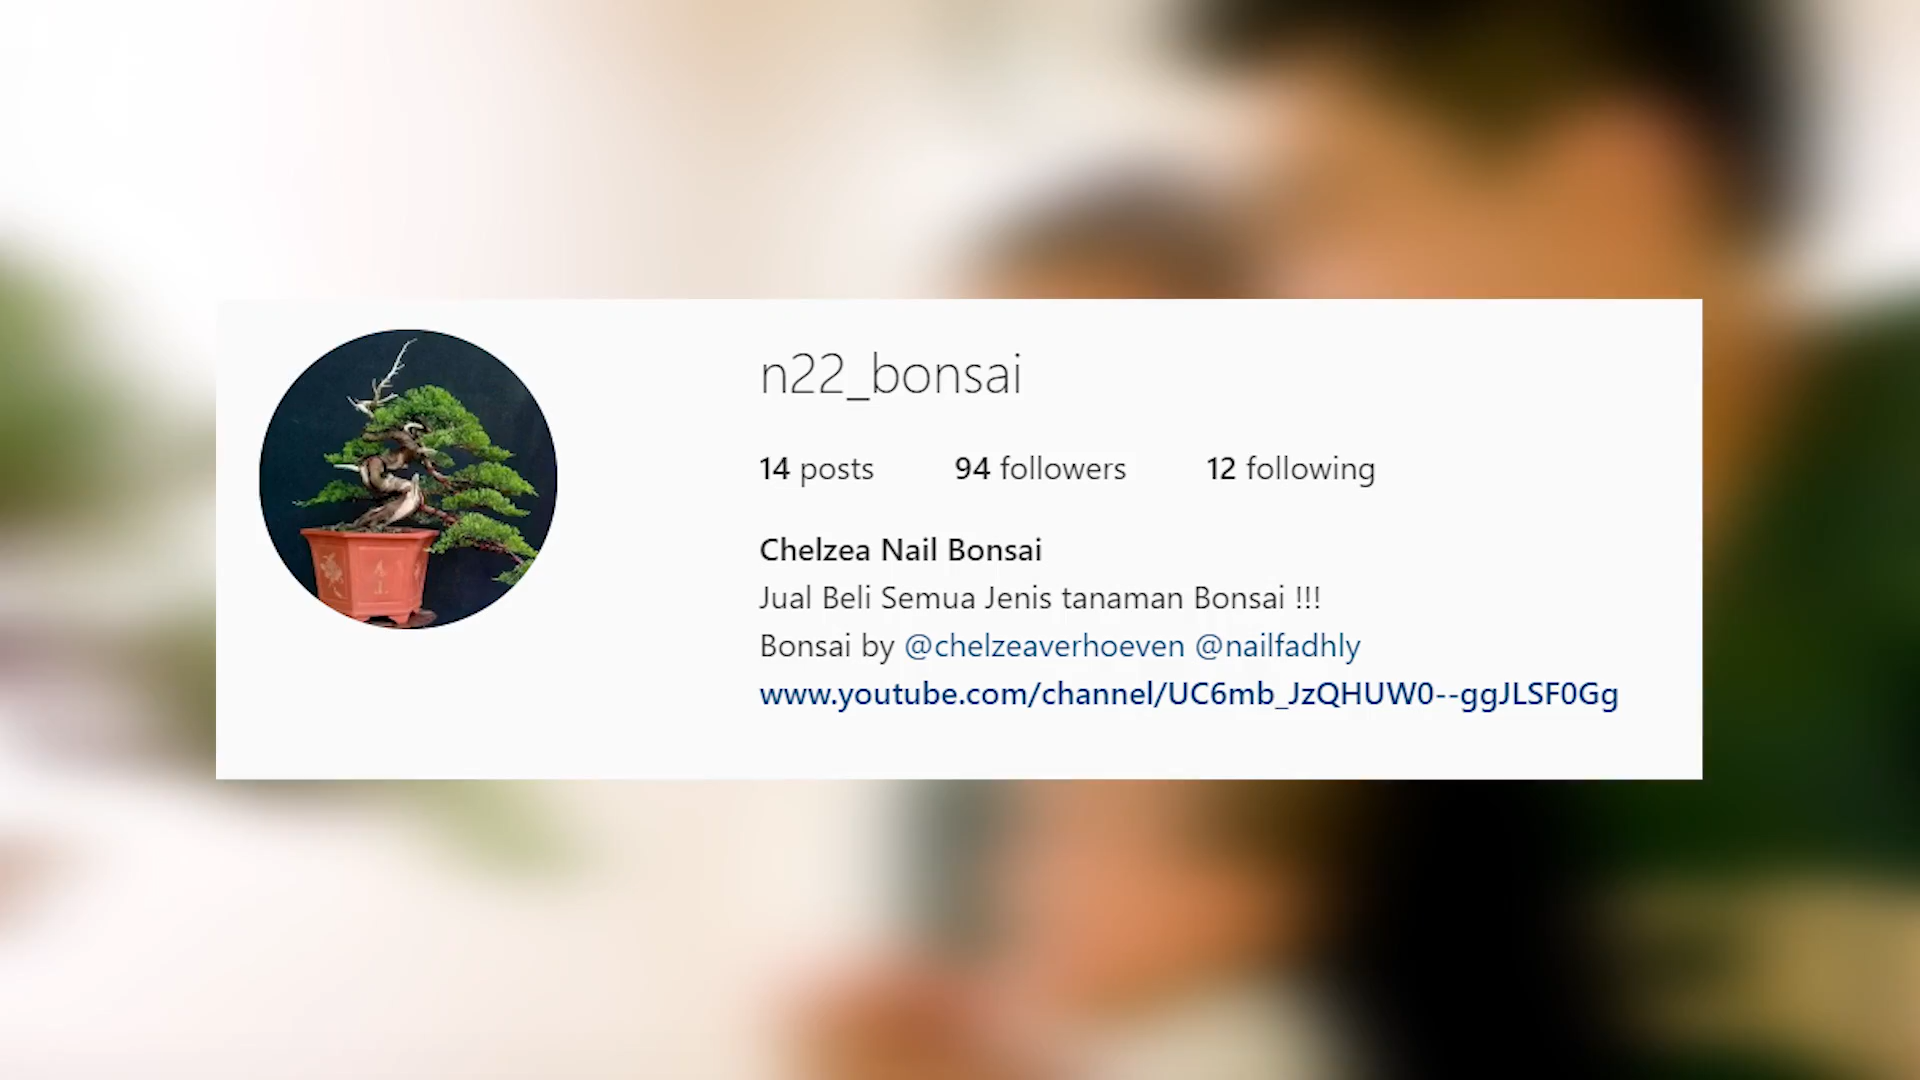 n22_bonsai
14 posts 94 followers 12 following
Chelzea Nail Bonsai
Jual Beli Semua Jenis tanaman Bonsai !!!
Bonsai by @chelzeaverhoeven @nailfadhly
www.youtube.com/channel/UC6mb_JzQHUW0--ggJLSF0Gg